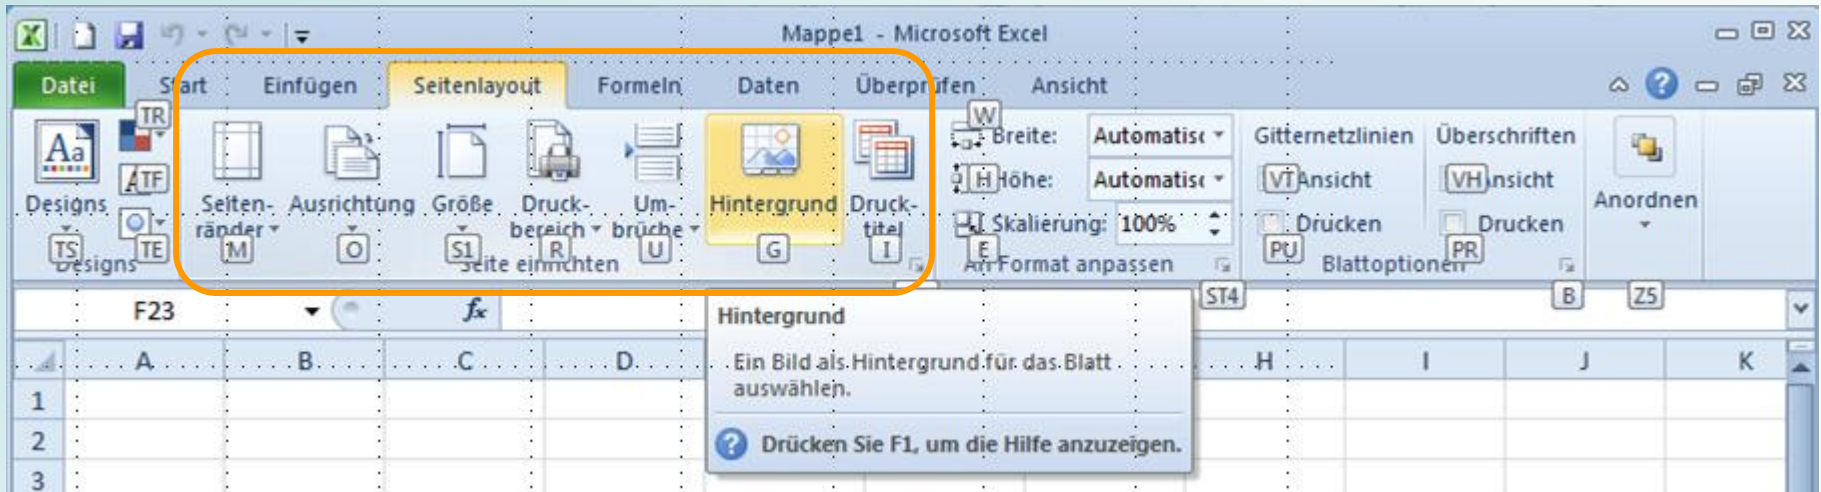 Mappe1 - Microsoft Excel
Datei Start Einfügen Seitenlayout Formeln Daten Überprüfen Ansicht
TR W
Aa Breite: Automatisc Gitternetzlinien Überschriften
TF H Höhe: Automatisc VT Ansicht VH Ansicht
Designs Seiten- Ausrichtung Größe Druck- Um- Hintergrund Druck- Anordnen
ränder bereich brüche titel Skalierung: 100% Drucken Drucken
TS TE M O S1 R U G I E PU PR
Designs Seite einrichten An Format anpassen Blattoptionen
ST4 B Z5
F23 fx
Hintergrund
A B C D H I J K
Ein Bild als Hintergrund für das Blatt
auswählen.
1
2
Drücken Sie F1, um die Hilfe anzuzeigen.
3